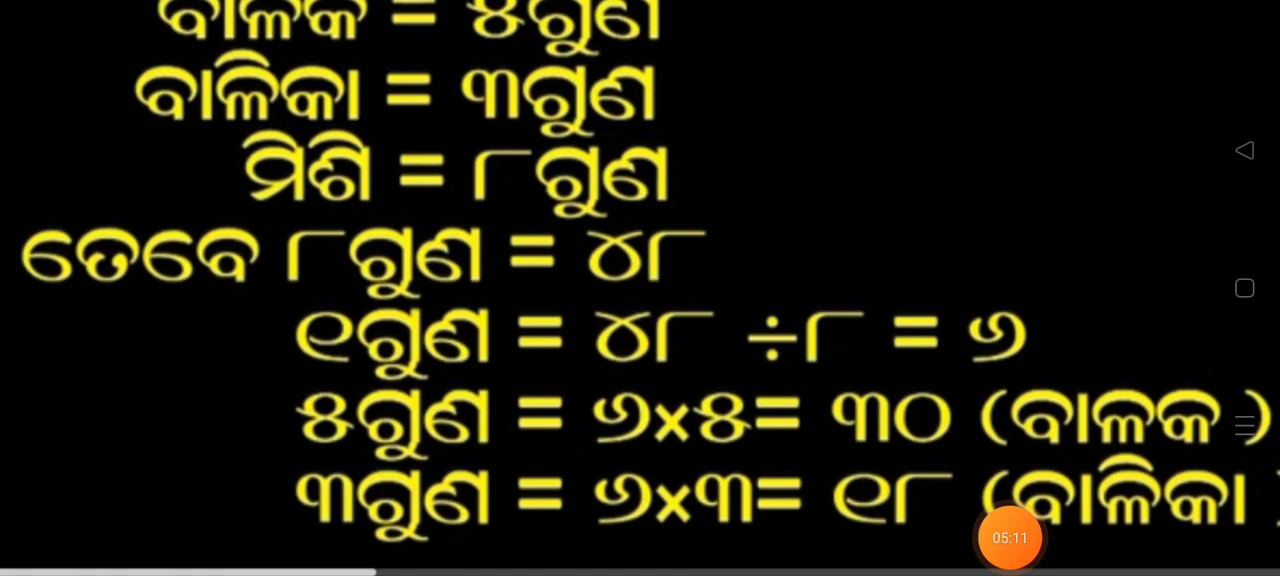 ବାଳକ = ୫ଗୁଣ
ବାଳିକା = ୩ଗୁଣ
ମିଶି = ୮ଗୁଣ
ତେବେ ୮ଗୁଣ = ୪୮
୧ଗୁଣ = ୪୮ ÷୮ = ୬
୫ଗୁଣ = ୬×୫= ୩୦ (ବାଳକ )
୩ଗୁଣ = ୬×୩= ୧୮ (ବାଳିକା )
05:11